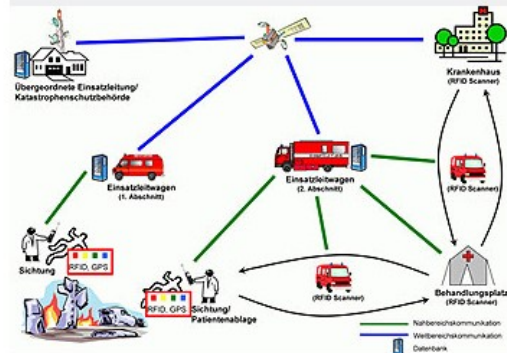 Übergeordnete Einsatzleitung/
Katastrophenschutzbehörde
Krankenhaus
(RFID Scanner)
Einsatzleitwagen
(1. Abschnitt)
Einsatzleitwagen
(2. Abschnitt)
(RFID Scanner)
Sichtung
RFID, GPS
RFID, GPS
Sichtung/
Patientenablage
(RFID Scanner)
Behandlungsplatz
(RFID Scanner)
Nahbereichskommunikation
Weitbereichskommunikation
Datenbank